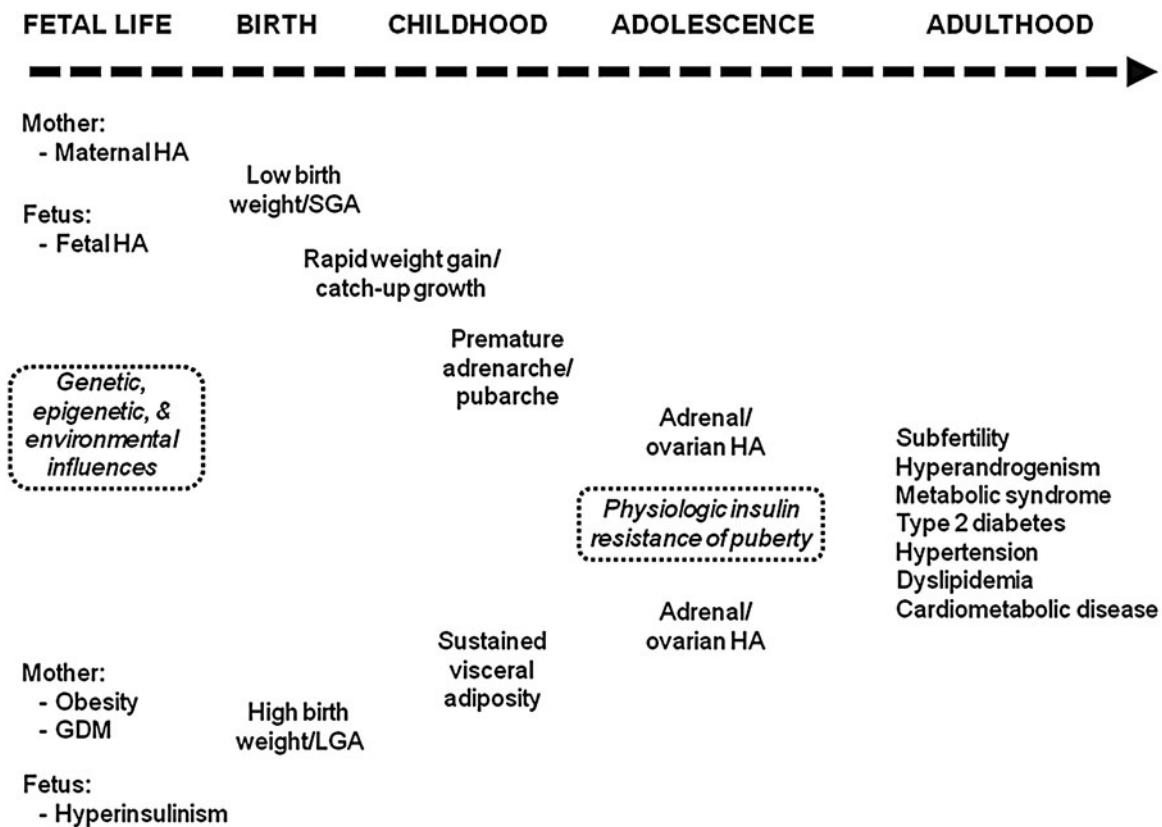 FETAL LIFE BIRTH CHILDHOOD ADOLESCENCE ADULTHOOD
Mother:
- Maternal HA
Fetus:
- Fetal HA
Low birth
weight/SGA
Rapid weight gain/
catch-up growth
Premature
adrenarche/
pubarche
Genetic,
epigenetic, &
environmental
influences
Adrenal/
ovarian HA
Physiologic insulin
resistance of puberty
Adrenal/
ovarian HA
Subfertility
Hyperandrogenism
Metabolic syndrome
Type 2 diabetes
Hypertension
Dyslipidemia
Cardiometabolic disease
Sustained
visceral
adiposity
Mother:
- Obesity
- GDM
High birth
weight/LGA
Fetus:
- Hyperinsulinism